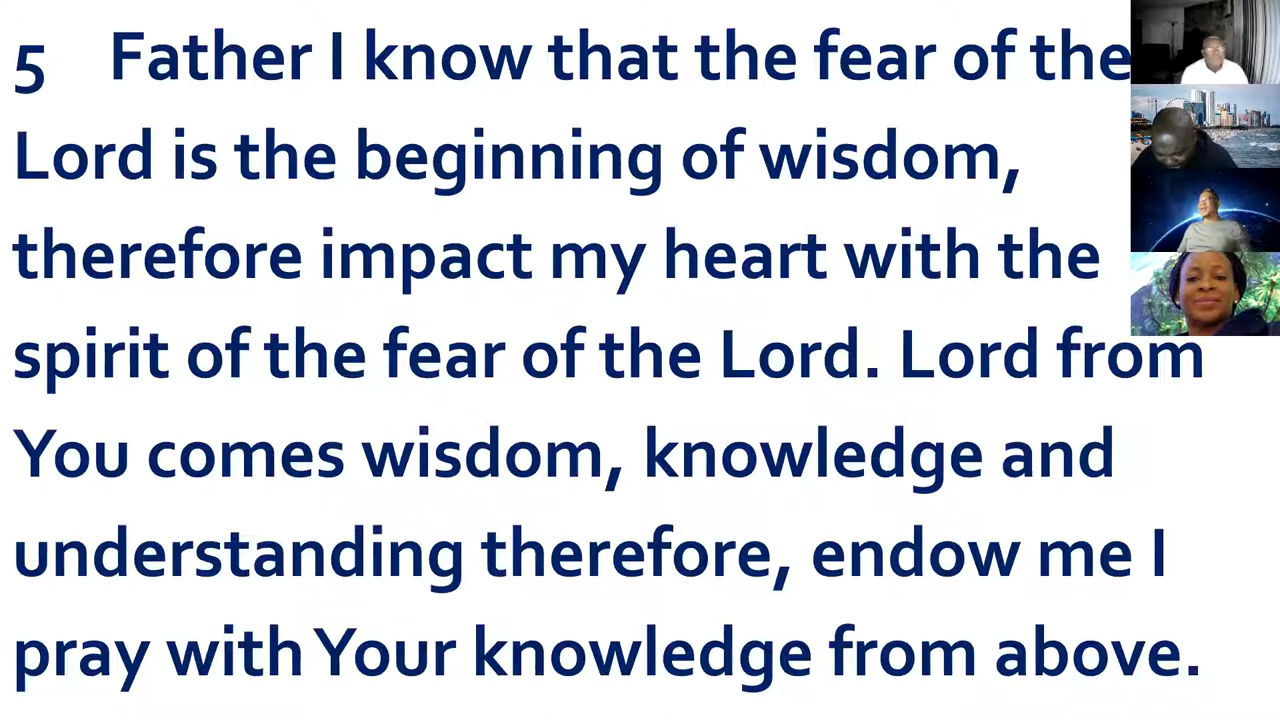 5 Father I know that the fear of the
Lord is the beginning of wisdom,
therefore impact my heart with the
spirit of the fear of the Lord. Lord from
You comes wisdom, knowledge and
understanding therefore, endow me I
pray with Your knowledge from above.